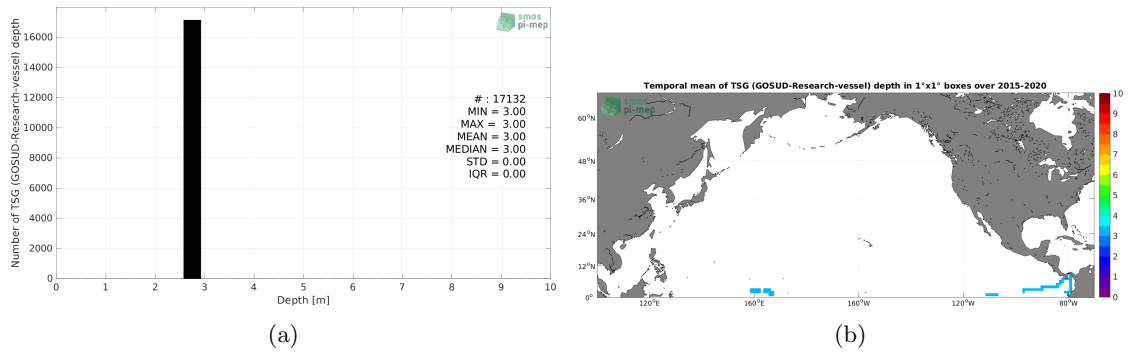 smos
pi-mep
Number of TSG (GOSUD-Research-vessel) depth
16000
14000
12000
10000
8000
6000
4000
2000
0
# : 17132
MIN = 3.00
MAX = 3.00
MEAN = 3.00
MEDIAN = 3.00
STD = 0.00
IQR = 0.00
0 1 2 3 4 5 6 7 8 9 10
Depth [m]
(a)
Temporal mean of TSG (GOSUD-Research-vessel) depth in 1°x1° boxes over 2015-2020
smos
pi-mep
60°N
48°N
36°N
24°N
12°N
0°
120°E 160°E 160°W 120°W 80°W
10
9
8
7
6
5
4
3
2
1
0
(b)